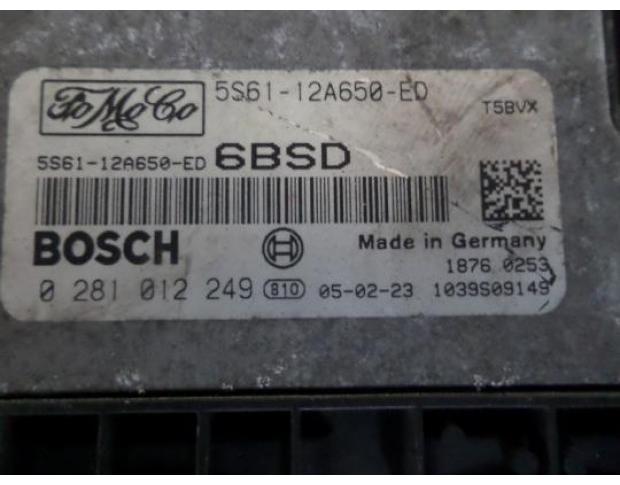 FoMoCo 5S61-12A650-ED
T5BVX
5S61-12A650-ED 6BSD
BOSCH Made in Germany
1876 0253
0 281 012 249 810 05-02-23 1039S09149